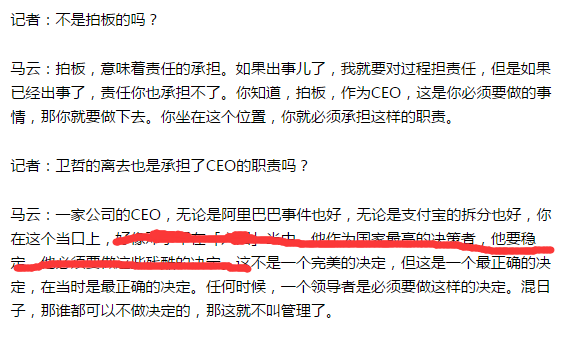 记者：不是拍板的吗？
马云：拍板，意味着责任的承担。如果出事儿了，我就要对过程担责任，但是如果
已经出事了，责任你也承担不了。你知道，拍板，作为CEO，这是你必须要做的事
情，那你就要做下去。你坐在这个位置，你就必须承担这样的职责。
记者：卫哲的离去也是承担了CEO的职责吗？
马云：一家公司的CEO，无论是阿里巴巴事件也好，无论是支付宝的拆分也好，你
在这个当口上，好像在「」当中，他作为国家最高的决策者，他要稳
定，他必须要做这些残酷的决定。这不是一个完美的决定，但这是一个最正确的决
定，在当时是最正确的决定。任何时候，一个领导者是必须要做这样的决定。混日
子，那谁都可以不做决定的，那这就不叫管理了。